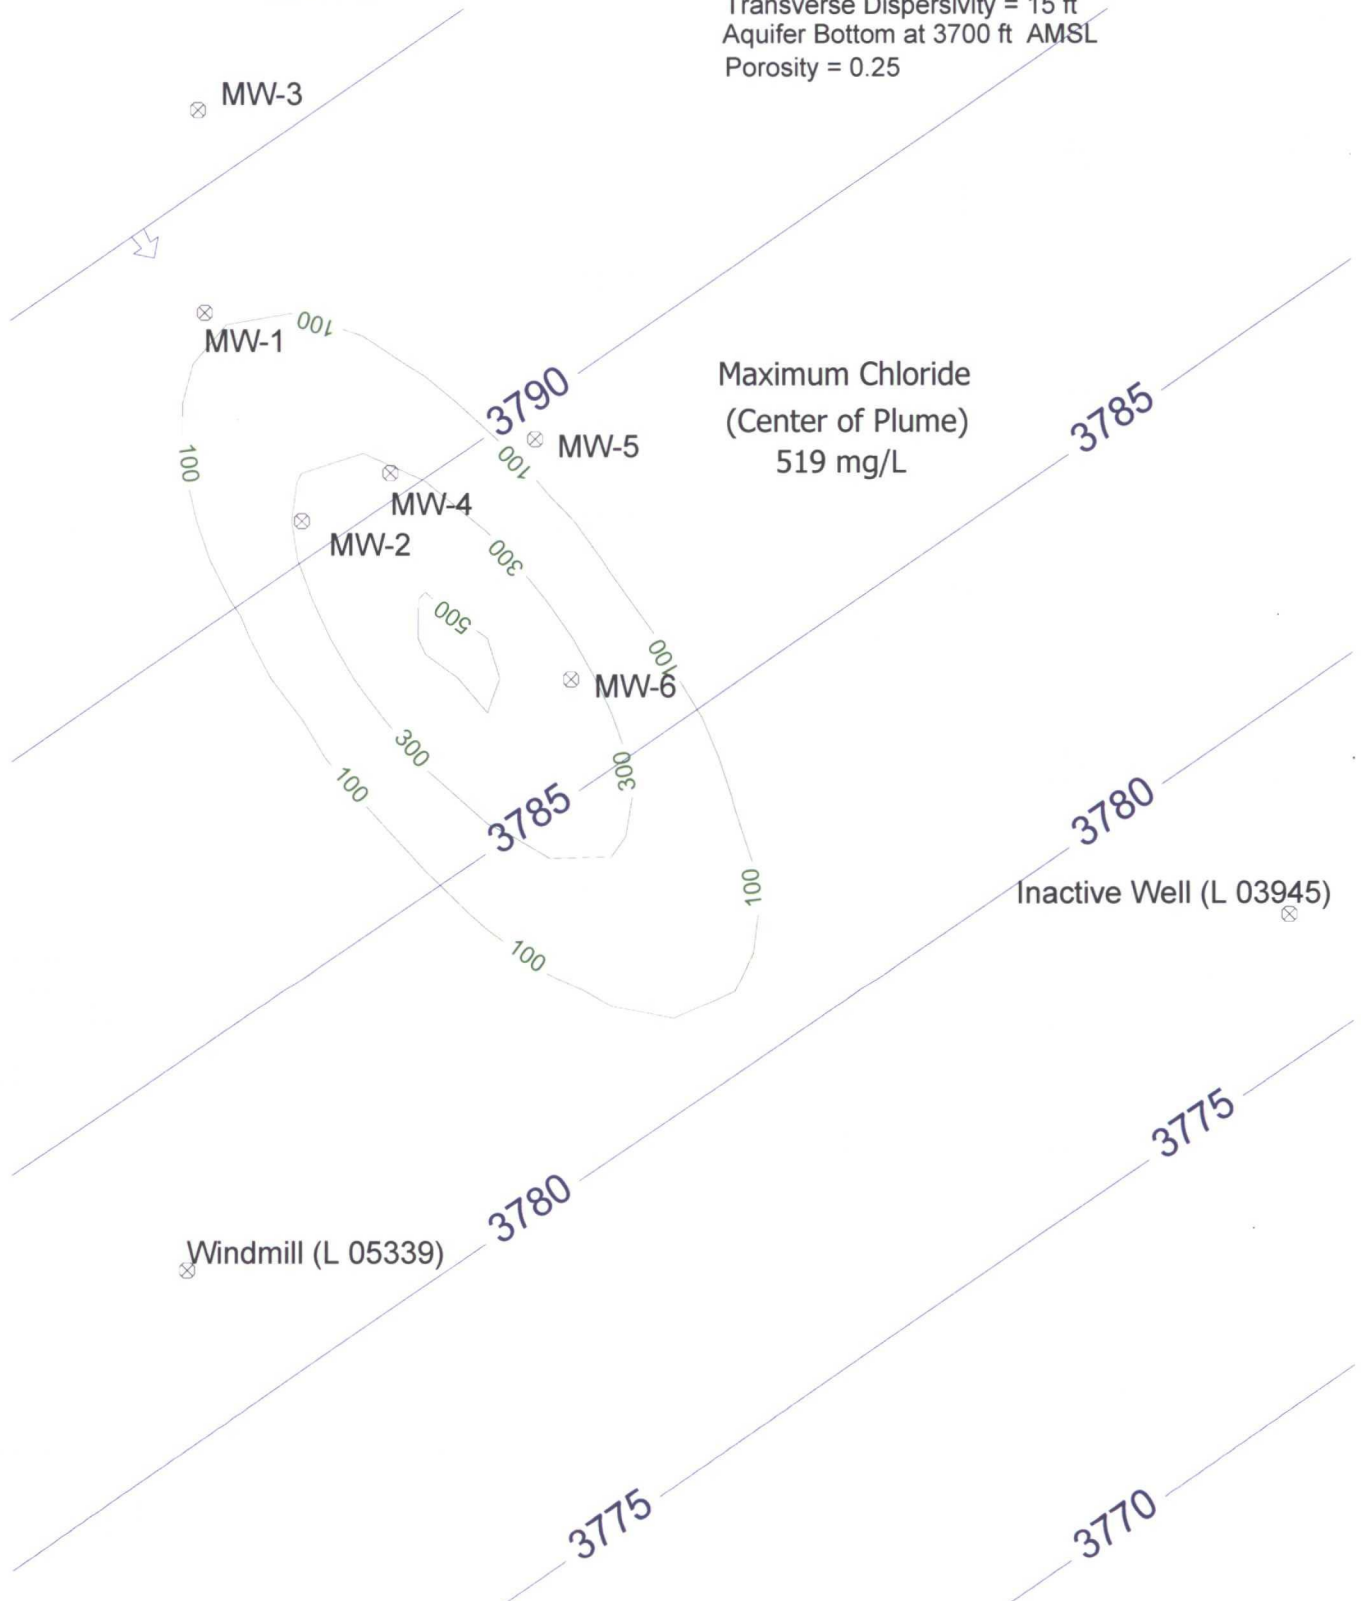 Transverse Dispersivity = 15 ft
Aquifer Bottom at 3700 ft AMSL
Porosity = 0.25
MW-3
MW-1
100
3790
Maximum Chloride
(Center of Plume)
519 mg/L
3785
100
MW-5
100
MW-4
MW-2
300
500
100
MW-6
300
300
100
3785
3780
100
Inactive Well (L 03945)
100
3775
3780
Windmill (L 05339)
3775
3770